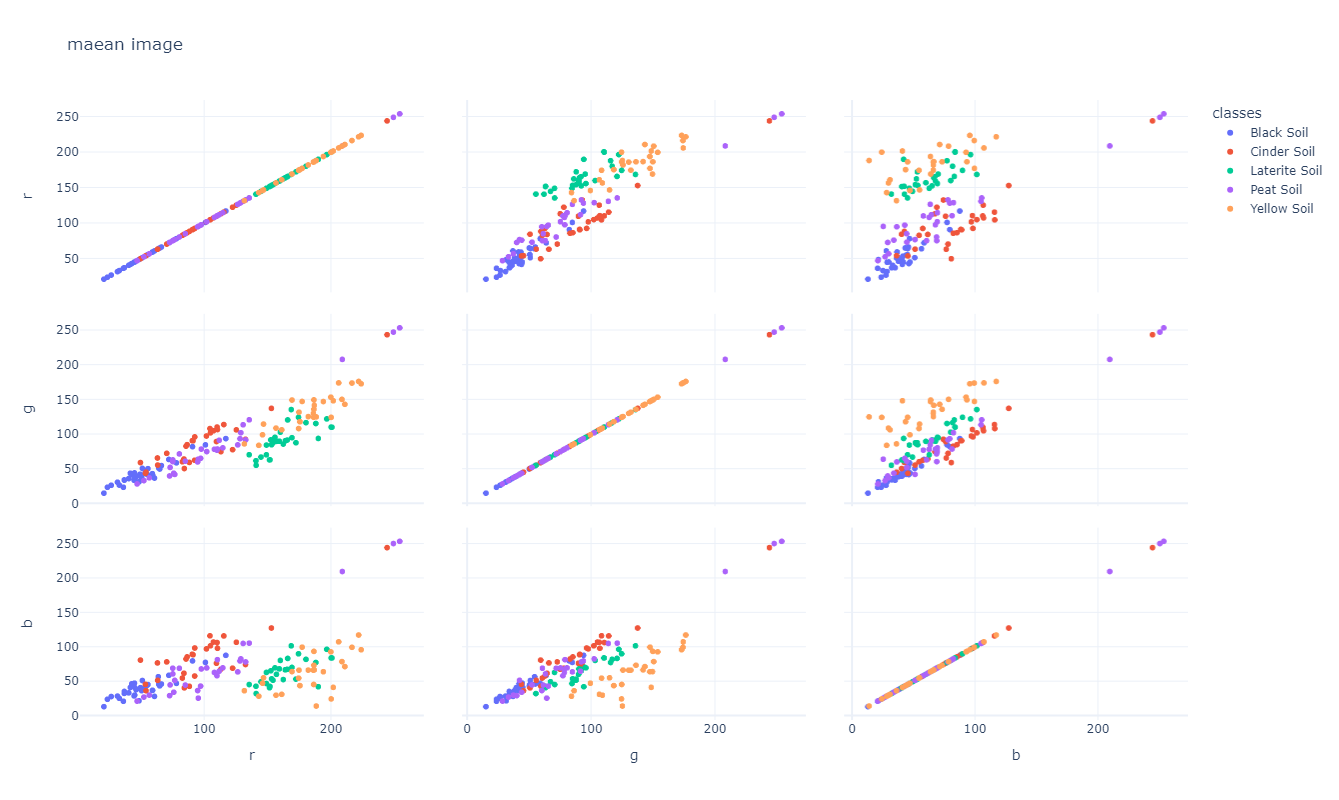 maean image
classes
Black Soil
Cinder Soil
Laterite Soil
Peat Soil
Yellow Soil
250
200
150
100
50
r
250
200
150
100
50
0
g
250
200
150
100
50
0
b
100 200 0 100 200 0 100 200
r g b